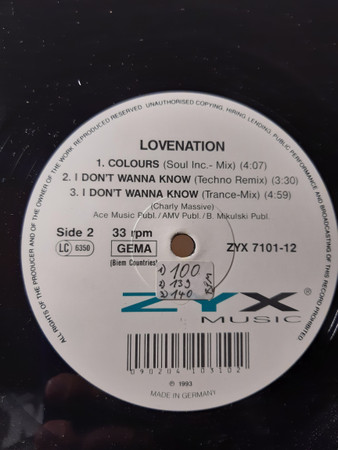 ALL RIGHTS OF THE PRODUCER AND OF THE OWNER OF THE WORK REPRODUCED RESERVED. UNAUTHORISED COPYING, HIRING, LENDING, PUBLIC PERFORMANCE AND BROADCASTING OF THIS RECORD PROHIBITED
LOVENATION
1. COLOURS (Soul Inc.- Mix) (4:07)
2. I DON'T WANNA KNOW (Techno Remix) (3:30)
3. I DON'T WANNA KNOW (Trance-Mix) (4:59)
(Charly Massive)
Ace Music Publ./AMV Publ./B. Mikulski Publ.
Side 2 33 rpm
LC 6350 GEMA ZYX 7101-12
(Biem Countries)
1) 100
2) 139
3) 140
BPM
ZYX®
MUSIC
090204 103102
℗ 1993
MADE IN GERMANY